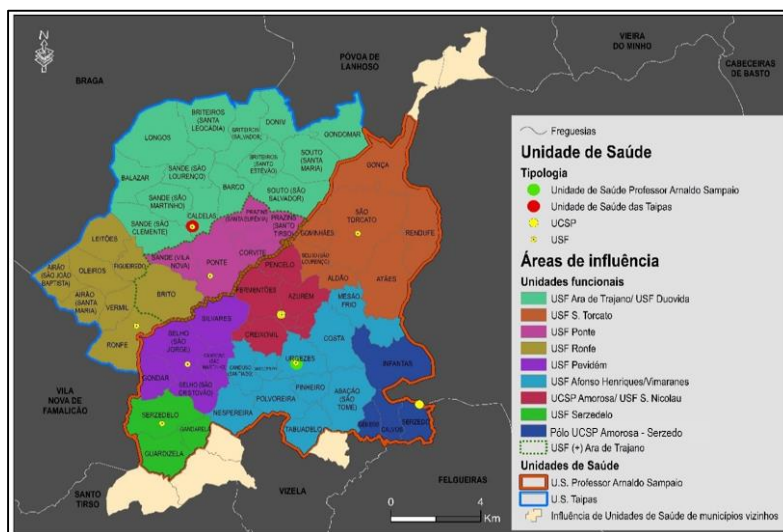 N
PÓVOA DE
LANHOSO
VIEIRA
DO MINHO
CABECEIRAS
DE BASTO
BRAGA
BRITEIROS
(SANTA
LEOCÁDIA)
DONIM
LONGOS
BRITEIROS
(SALVADOR)
GONDOMAR
SANDE (SÃO
LOURENÇO)
BRITEIROS
(SANTO
ESTÊVÃO)
SOUTO
(SANTA
MARIA)
BALAZAR
BARCO
SOUTO (SÃO
SALVADOR)
SANDE (SÃO
MARTINHO)
CALDELAS
SANDE (SÃO
CLEMENTE)
PRAZINS
(SANTA EUFÉMIA)
PRAZINS
(SANTO
TIRSO)
GONÇA
SÃO
TORCATO
GOMINHÃES
RENDUFE
LEITÕES
SANDE (VILA
NOVA)
PONTE
CORVITE
AIRÃO
(SÃO JOÃO
BAPTISTA)
OLEIROS
FIGUEIREDO
PENCELO
SELHO (SÃO
LOURENÇO)
ALDÃO
ATÃES
AIRÃO
(SANTA
MARIA)
VERMIL
BRITO
FERMENTÕES
AZURÉM
MESÃO
FRIO
RONFE
SILVARES
CREIXOMIL
COSTA
SELHO
(SÃO
JORGE)
URGEZES
INFANTAS
GONDAR
SELHO (SÃO
CRISTÓVÃO)
PINHEIRO
ABAÇÃO
(SÃO
TOMÉ)
POLVOREIRA
SERZEDELO
NESPEREIRA
TABUADELO
CALVOS
SERZEDO
GANDARELA
GUARDIZELA
VILA
NOVA DE
FAMALICÃO
SANTO
TIRSO
VIZELA
FELGUEIRAS
0
4
Km
Freguesias
Unidade de Saúde
Tipologia
Unidade de Saúde Professor Arnaldo Sampaio
Unidade de Saúde das Taipas
UCSP
USF
Áreas de influência
Unidades funcionais
USF Ara de Trajano/ USF Duovida
USF S. Torcato
USF Ponte
USF Ronfe
USF Pevidém
USF Afonso Henriques/Vimaranes
UCSP Amorosa/ USF S. Nicolau
USF Serzedelo
Pólo UCSP Amorosa - Serzedo
USF (+) Ara de Trajano
Unidades de Saúde
U.S. Professor Arnaldo Sampaio
U.S. Taipas
Influência de Unidades de Saúde de municípios vizinhos